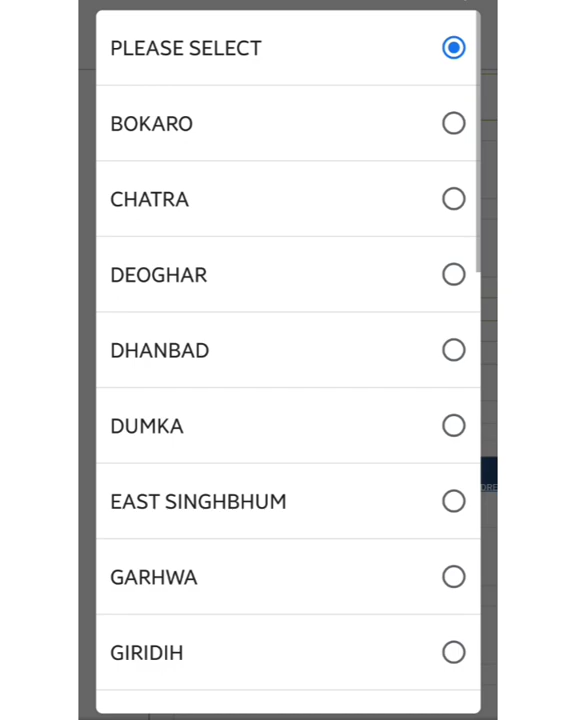 PLEASE SELECT
BOKARO
CHATRA
DEOGHAR
DHANBAD
DUMKA
EAST SINGHBHUM
GARHWA
GIRIDIH